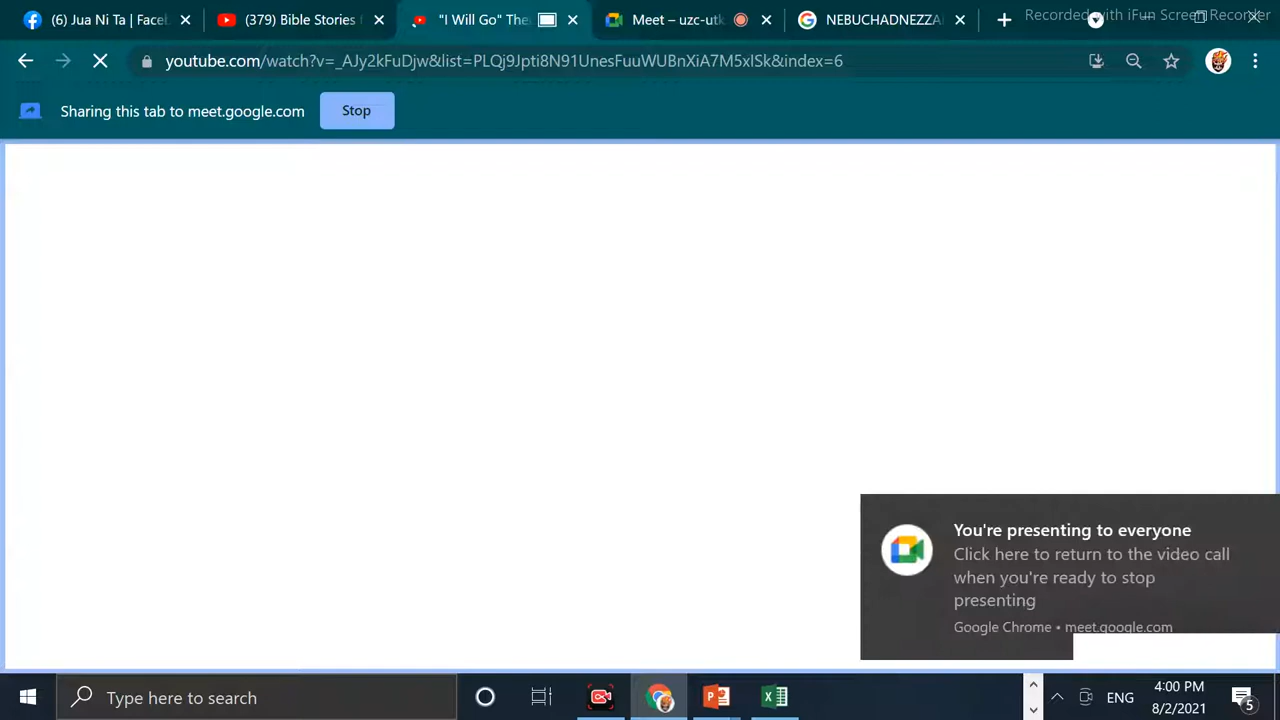 Recorded with iFun Screen Recorder
(6) Jua Ni Ta | Facel
(379) Bible Stories f
"I Will Go" The
Meet – uzc-utk
NEBUCHADNEZZA
youtube.com/watch?v=_AJy2kFuDjw&list=PLQj9Jpti8N91UnesFuuWUBnXiA7M5xISk&index=6
Sharing this tab to meet.google.com
Stop
You're presenting to everyone
Click here to return to the video call
when you're ready to stop
presenting
Google Chrome • meet.google.com
Type here to search
ENG
4:00 PM
8/2/2021
5